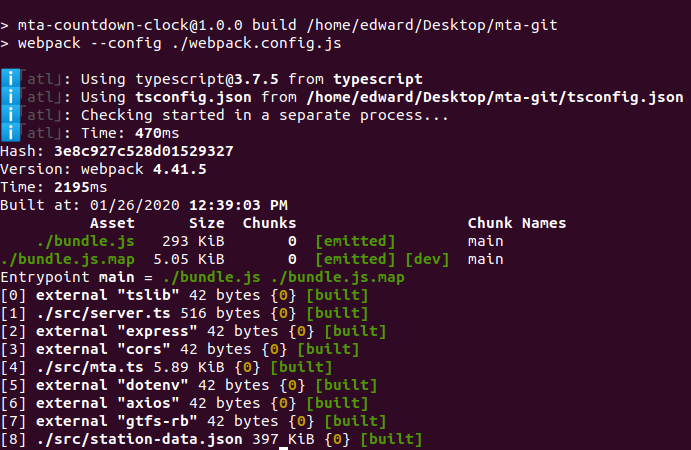 > mta-countdown-clock@1.0.0 build /home/edward/Desktop/mta-git
> webpack --config ./webpack.config.js
ℹ ｢atl｣: Using typescript@3.7.5 from typescript
ℹ ｢atl｣: Using tsconfig.json from /home/edward/Desktop/mta-git/tsconfig.json
ℹ ｢atl｣: Checking started in a separate process...
ℹ ｢atl｣: Time: 470ms
Hash: 3e8c927c528d01529327
Version: webpack 4.41.5
Time: 2195ms
Built at: 01/26/2020 12:39:03 PM
Asset Size Chunks Chunk Names
./bundle.js 293 KiB 0 [emitted] main
./bundle.js.map 5.05 KiB 0 [emitted] [dev] main
Entrypoint main = ./bundle.js ./bundle.js.map
[0] external "tslib" 42 bytes {0} [built]
[1] ./src/server.ts 516 bytes {0} [built]
[2] external "express" 42 bytes {0} [built]
[3] external "cors" 42 bytes {0} [built]
[4] ./src/mta.ts 5.89 KiB {0} [built]
[5] external "dotenv" 42 bytes {0} [built]
[6] external "axios" 42 bytes {0} [built]
[7] external "gtfs-rb" 42 bytes {0} [built]
[8] ./src/station-data.json 397 KiB {0} [built]